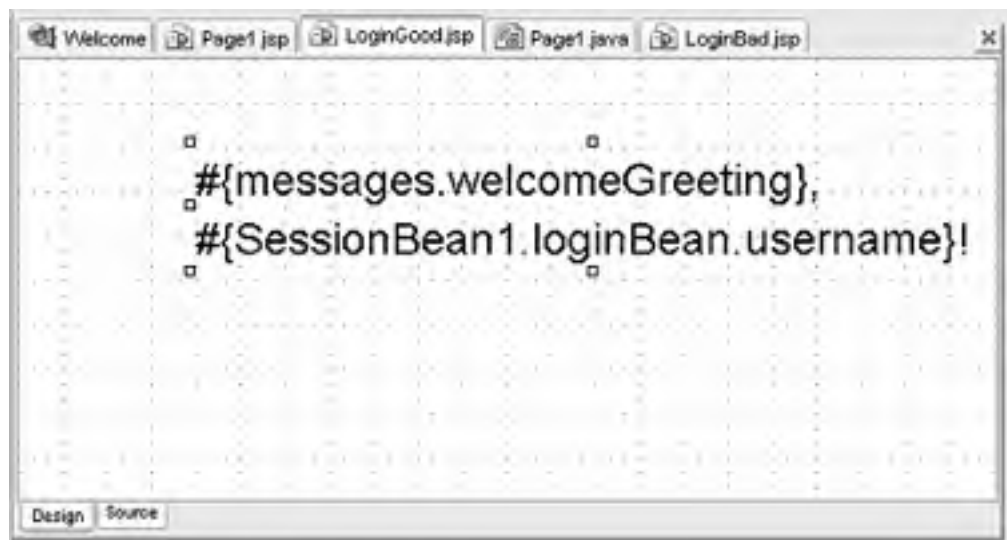 Welcome Page1.jsp LoginGood.jsp Page1.java LoginBad.jsp
#{messages.welcomeGreeting},
#{SessionBean1.loginBean.username}!
Design Source